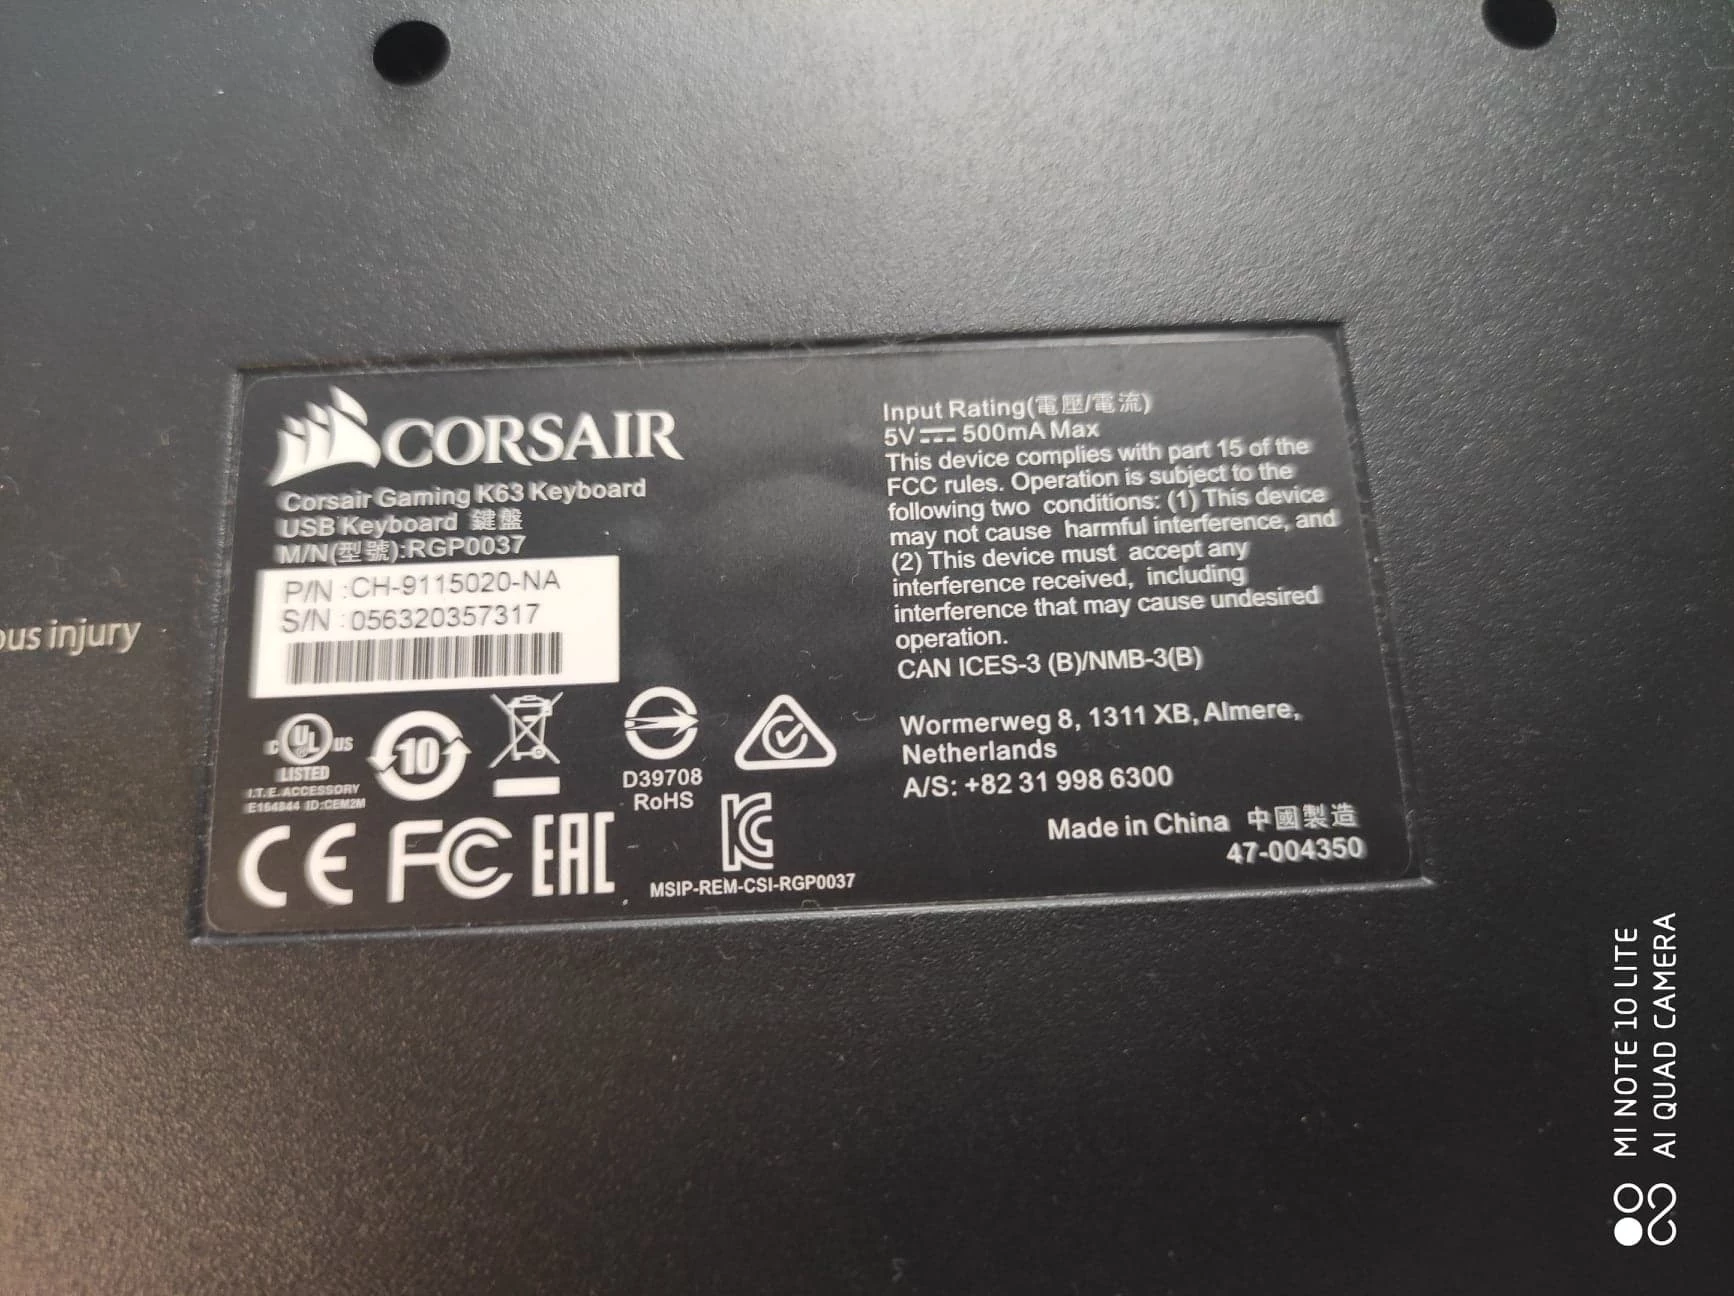 ous injury
CORSAIR
Corsair Gaming K63 Keyboard
USB Keyboard 鍵盤
M/N(型號):RGP0037
P/N :CH-9115020-NA
S/N :056320357317
C UL US
LISTED
I.T.E. ACCESSORY
E164844 ID:CEM2M
10
D39708
RoHS
CE FC EAC
MSIP-REM-CSI-RGP0037
Input Rating(電壓/電流)
5V 500mA Max
This device complies with part 15 of the
FCC rules. Operation is subject to the
following two conditions: (1) This device
may not cause harmful interference, and
(2) This device must accept any
interference received, including
interference that may cause undesired
operation.
CAN ICES-3 (B)/NMB-3(B)
Wormerweg 8, 1311 XB, Almere,
Netherlands
A/S: +82 31 998 6300
Made in China 中國製造
47-004350
MI NOTE 10 LITE
AI QUAD CAMERA